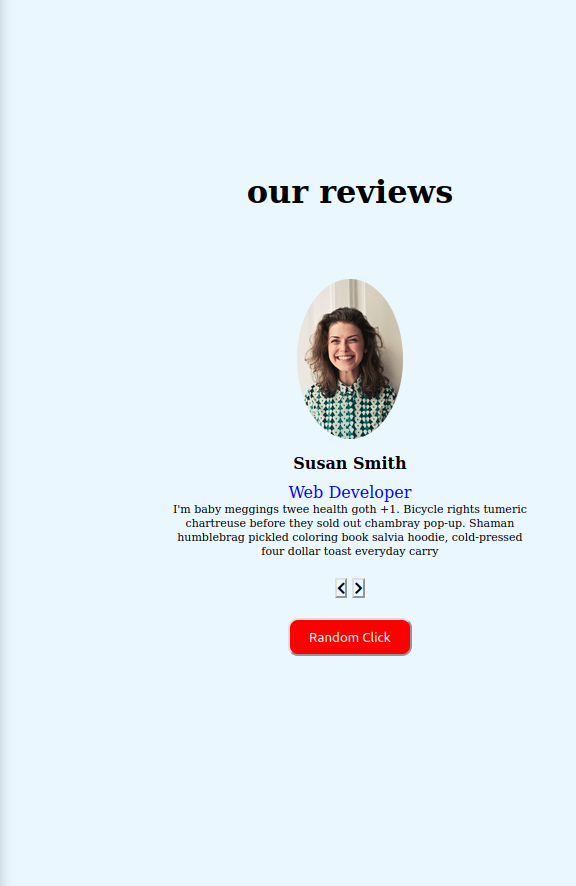 our reviews
Susan Smith
Web Developer
I'm baby meggings twee health goth +1. Bicycle rights tumeric
chartreuse before they sold out chambray pop-up. Shaman
humblebrag pickled coloring book salvia hoodie, cold-pressed
four dollar toast everyday carry
Random Click